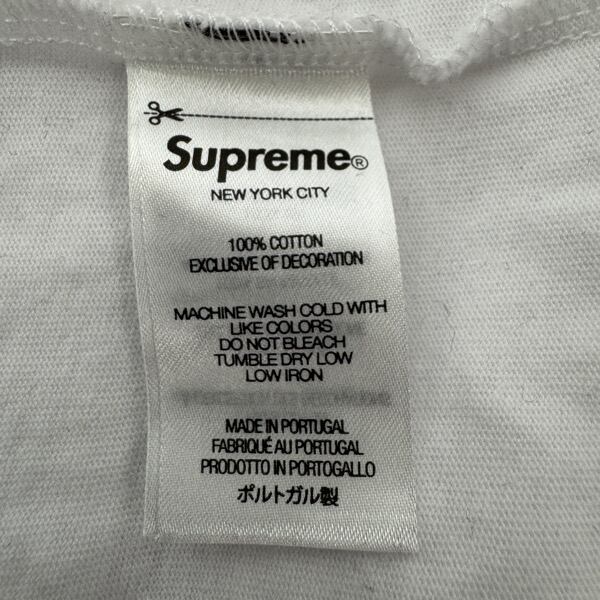 Supreme®
NEW YORK CITY
100% COTTON
EXCLUSIVE OF DECORATION
MACHINE WASH COLD WITH
LIKE COLORS
DO NOT BLEACH
TUMBLE DRY LOW
LOW IRON
MADE IN PORTUGAL
FABRIQUÉ AU PORTUGAL
PRODOTTO IN PORTOGALLO
ポルトガル製